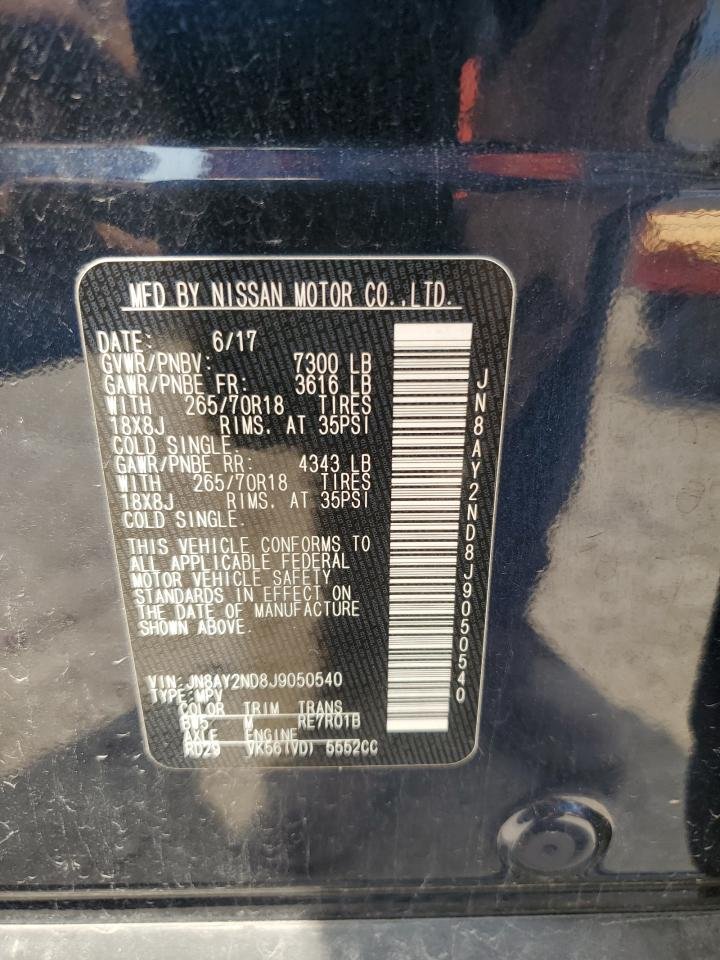 MFD BY NISSAN MOTOR CO.,LTD.
DATE: 6/17
GVWR/PNBV: 7300 LB
GAWR/PNBE FR: 3616 LB
WITH 265/70R18 TIRES
18X8J RIMS. AT 35PSI
COLD SINGLE.
GAWR/PNBE RR: 4343 LB
WITH 265/70R18 TIRES
18X8J RIMS. AT 35PSI
COLD SINGLE.
THIS VEHICLE CONFORMS TO
ALL APPLICABLE FEDERAL
MOTOR VEHICLE SAFETY
STANDARDS IN EFFECT ON
THE DATE OF MANUFACTURE
SHOWN ABOVE.
VIN: JN8AY2ND8J9050540
TYPE:MPV
COLOR TRIM TRANS
BW5 M RE7R01B
AXLE ENGINE
RD29 VK56(VD) 5552CC
JN8AY2ND8J9050540